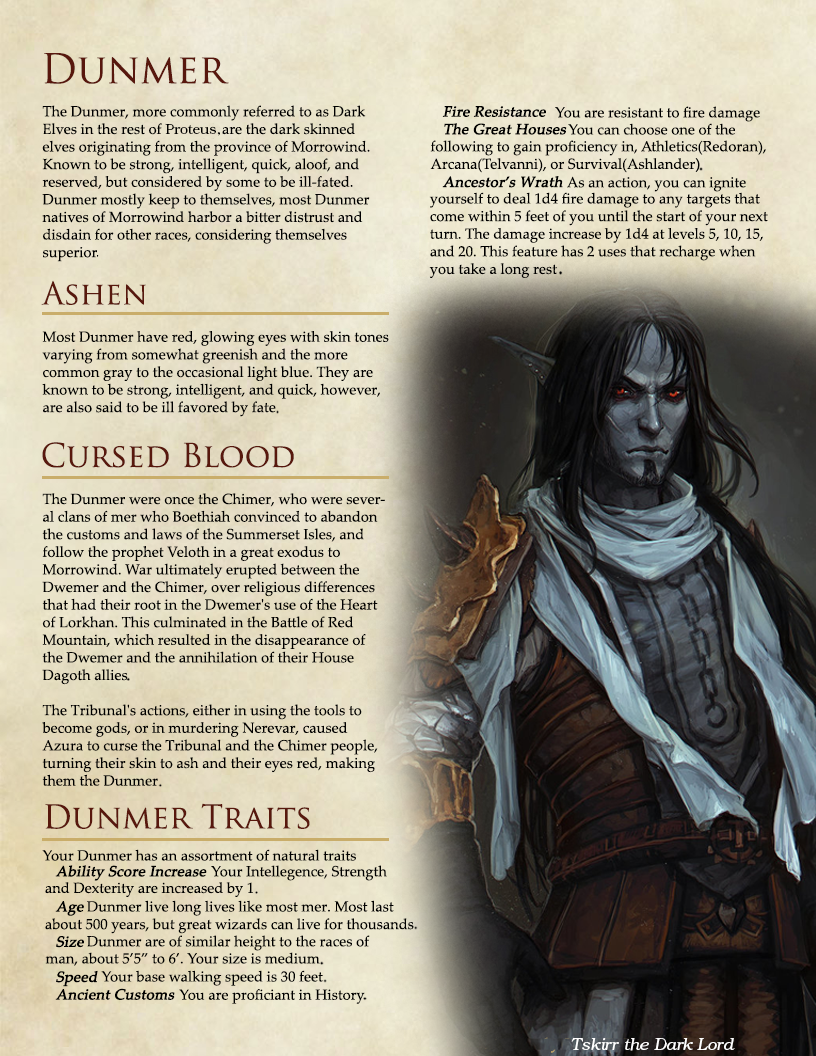 Dunmer
The Dunmer, more commonly referred to as Dark
Elves in the rest of Proteus,are the dark skinned
elves originating from the province of Morrowind.
Known to be strong, intelligent, quick, aloof, and
reserved, but considered by some to be ill-fated.
Dunmer mostly keep to themselves, most Dunmer
natives of Morrowind harbor a bitter distrust and
disdain for other races, considering themselves
superior.
Ashen
Most Dunmer have red, glowing eyes with skin tones
varying from somewhat greenish and the more
common gray to the occasional light blue. They are
known to be strong, intelligent, and quick, however,
are also said to be ill favored by fate.
Cursed Blood
The Dunmer were once the Chimer, who were sever-
al clans of mer who Boethiah convinced to abandon
the customs and laws of the Summerset Isles, and
follow the prophet Veloth in a great exodus to
Morrowind. War ultimately erupted between the
Dwemer and the Chimer, over religious differences
that had their root in the Dwemer's use of the Heart
of Lorkhan. This culminated in the Battle of Red
Mountain, which resulted in the disappearance of
the Dwemer and the annihilation of their House
Dagoth allies.
The Tribunal's actions, either in using the tools to
become gods, or in murdering Nerevar, caused
Azura to curse the Tribunal and the Chimer people,
turning their skin to ash and their eyes red, making
them the Dunmer.
Dunmer Traits
Your Dunmer has an assortment of natural traits
Ability Score Increase Your Intellegence, Strength
and Dexterity are increased by 1.
Age Dunmer live long lives like most mer. Most last
about 500 years, but great wizards can live for thousands.
Size Dunmer are of similar height to the races of
man, about 5'5” to 6'. Your size is medium.
Speed Your base walking speed is 30 feet.
Ancient Customs You are proficiant in History.
Fire Resistance You are resistant to fire damage
The Great Houses You can choose one of the
following to gain proficiency in, Athletics(Redoran),
Arcana(Telvanni), or Survival(Ashlander).
Ancestor's Wrath As an action, you can ignite
yourself to deal 1d4 fire damage to any targets that
come within 5 feet of you until the start of your next
turn. The damage increase by 1d4 at levels 5, 10, 15,
and 20. This feature has 2 uses that recharge when
you take a long rest.
Tskirr the Dark Lord